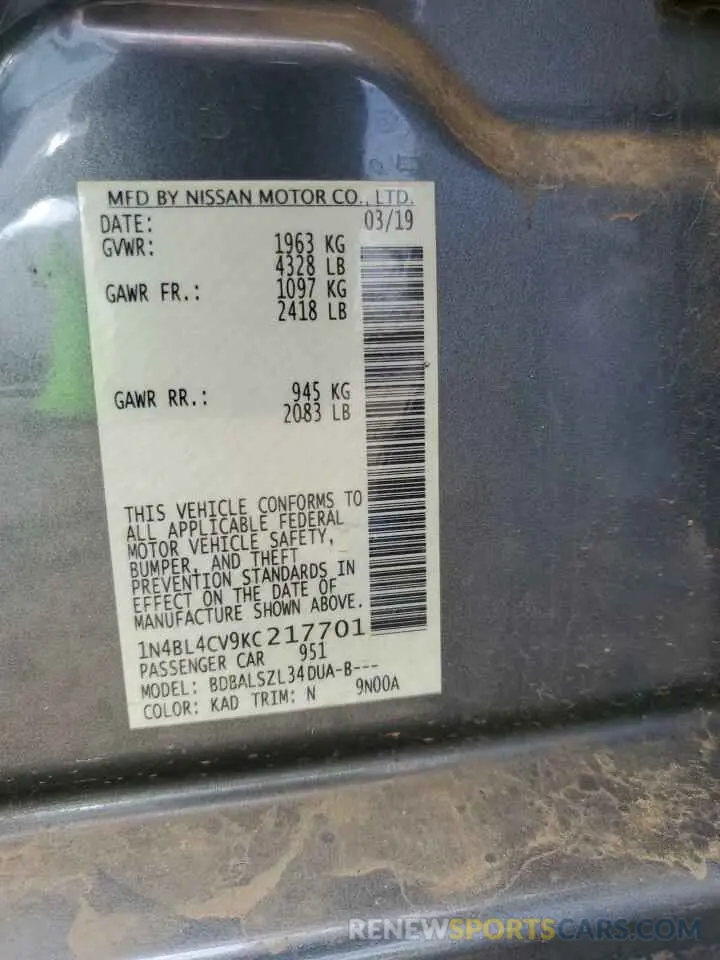 MFD BY NISSAN MOTOR CO., LTD.
DATE: 03/19
GVWR: 1963 KG
4328 LB
GAWR FR.: 1097 KG
2418 LB
GAWR RR.: 945 KG
2083 LB
THIS VEHICLE CONFORMS TO
ALL APPLICABLE FEDERAL
MOTOR VEHICLE SAFETY,
BUMPER, AND THEFT
PREVENTION STANDARDS IN
EFFECT ON THE DATE OF
MANUFACTURE SHOWN ABOVE.
1N4BL4CV9KC217701
PASSENGER CAR 951
MODEL: BDBALSZL34DUA-B---
COLOR: KAD TRIM: N 9N00A
RENEWSPORTSCARS.COM